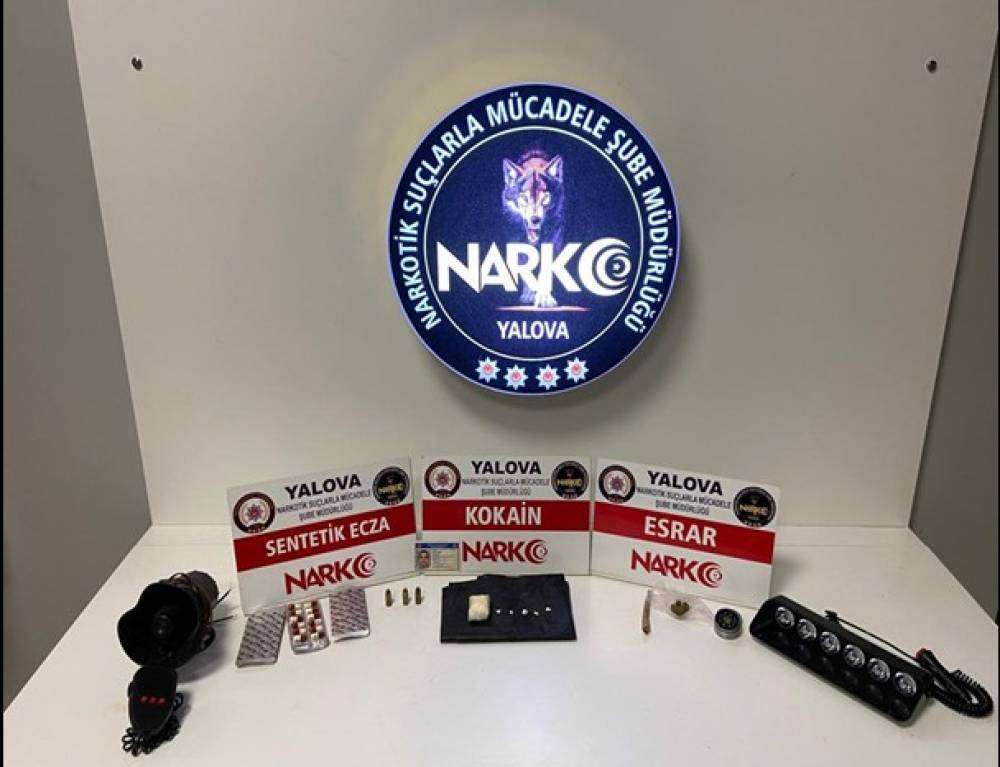 NARKOTİK SUÇLARLA MÜCADELE ŞUBE MÜDÜRLÜĞÜ
NARKO
YALOVA
YALOVA
NARKOTİK SUÇLARLA MÜCADELE
ŞUBE MÜDÜRLÜĞÜ
SENTETİK ECZA
NARKO
YALOVA
NARKOTİK SUÇLARLA MÜCADELE
ŞUBE MÜDÜRLÜĞÜ
KOKAİN
NARKO
YALOVA
NARKOTİK SUÇLARLA MÜCADELE
ŞUBE MÜDÜRLÜĞÜ
ESRAR
NARKO